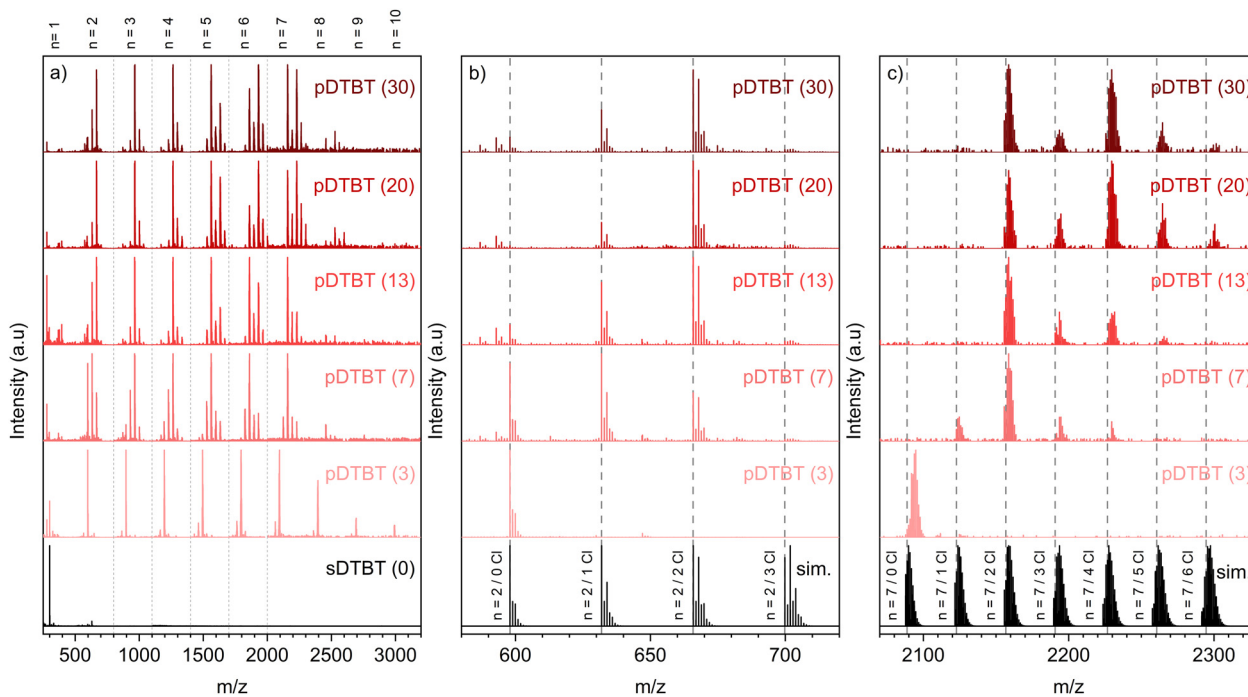 n= 1
n = 2
n = 3
n = 4
n = 5
n = 6
n = 7
n = 8
n = 9
n = 10
a)
pDTBT (30)
pDTBT (20)
pDTBT (13)
pDTBT (7)
pDTBT (3)
sDTBT (0)
Intensity (a.u)
500 1000 1500 2000 2500 3000
m/z
b)
pDTBT (30)
pDTBT (20)
pDTBT (13)
pDTBT (7)
pDTBT (3)
n = 2 / 0 Cl
n = 2 / 1 Cl
n = 2 / 2 Cl
n = 2 / 3 Cl
sim.
Intensity (a.u)
600 650 700
m/z
c)
pDTBT (30)
pDTBT (20)
pDTBT (13)
pDTBT (7)
pDTBT (3)
n = 7 / 0 Cl
n = 7 / 1 Cl
n = 7 / 2 Cl
n = 7 / 3 Cl
n = 7 / 4 Cl
n = 7 / 5 Cl
n = 7 / 6 Cl
sim.
Intensity (a.u)
2100 2200 2300
m/z